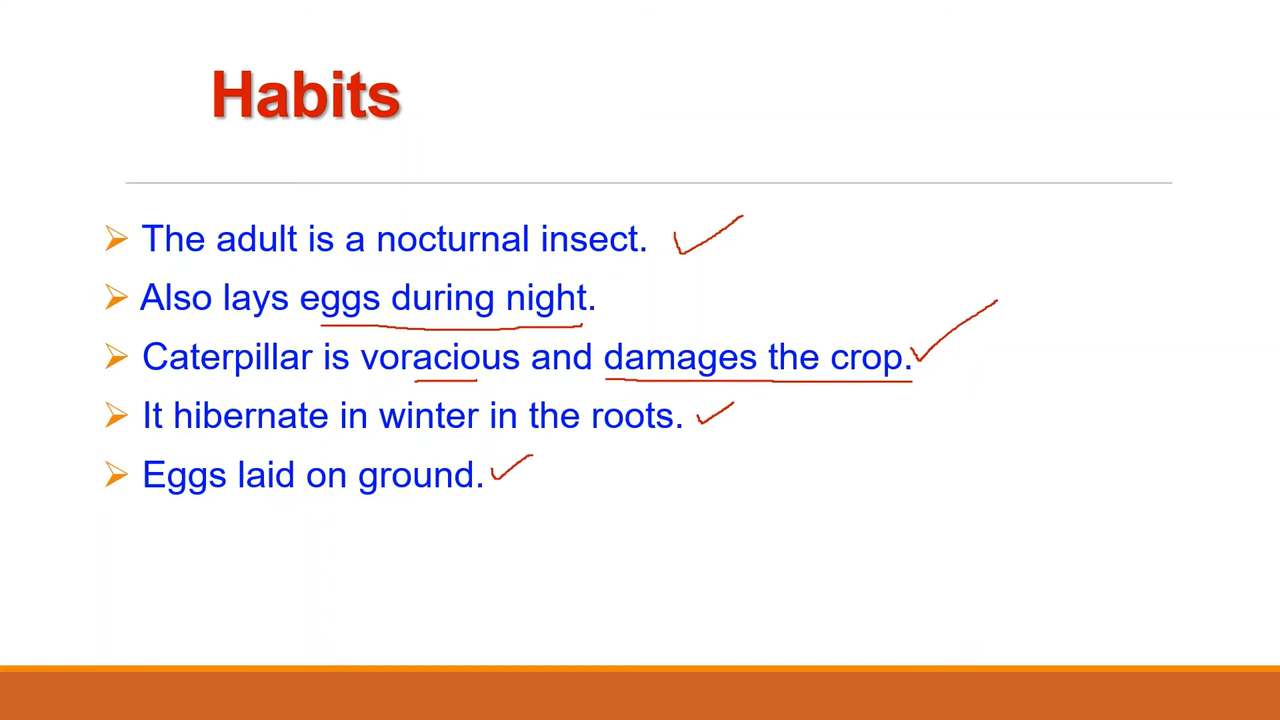 Habits
The adult is a nocturnal insect.
Also lays eggs during night.
Caterpillar is voracious and damages the crop.
It hibernate in winter in the roots.
Eggs laid on ground.